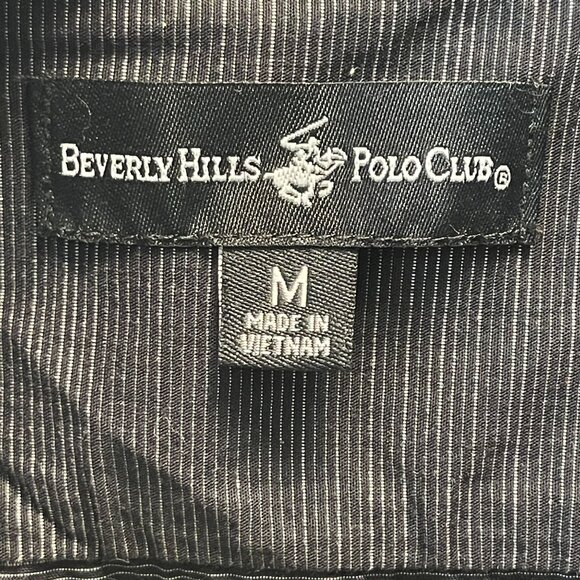 BEVERLY HILLS POLO CLUB®
M
MADE IN
VIETNAM